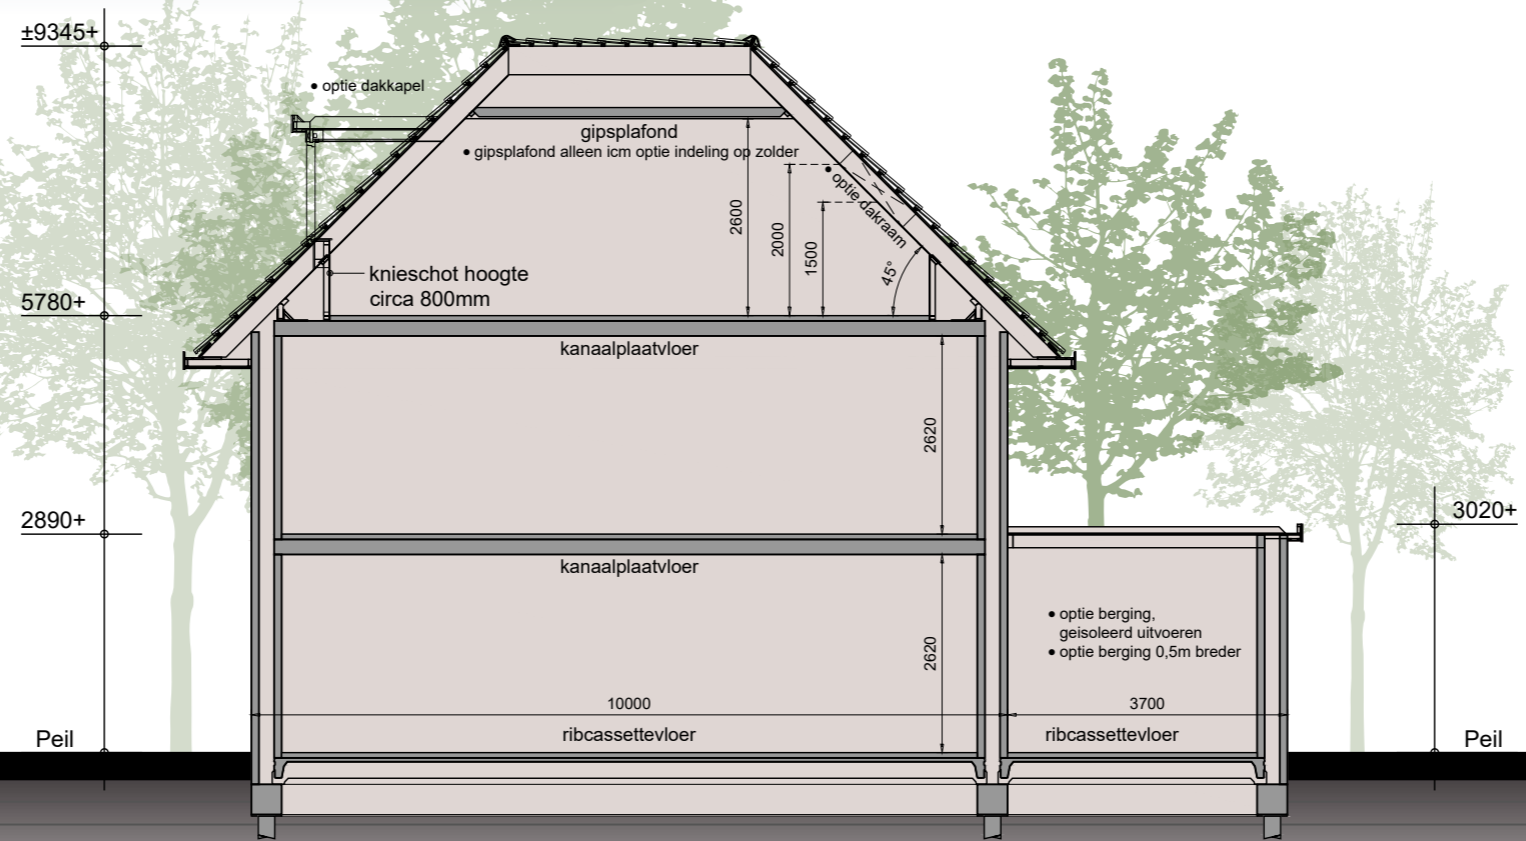 ±9345+
• optie dakkapel
gipsplafond
• gipsplafond alleen icm optie indeling op zolder
• optie dakraam
2600
2000
1500
45°
knieschot hoogte
circa 800mm
5780+
kanaalplaatvloer
2620
2890+
3020+
kanaalplaatvloer
• optie berging,
geisoleerd uitvoeren
• optie berging 0,5m breder
2620
10000
3700
Peil
ribcassettevloer
ribcassettevloer
Peil